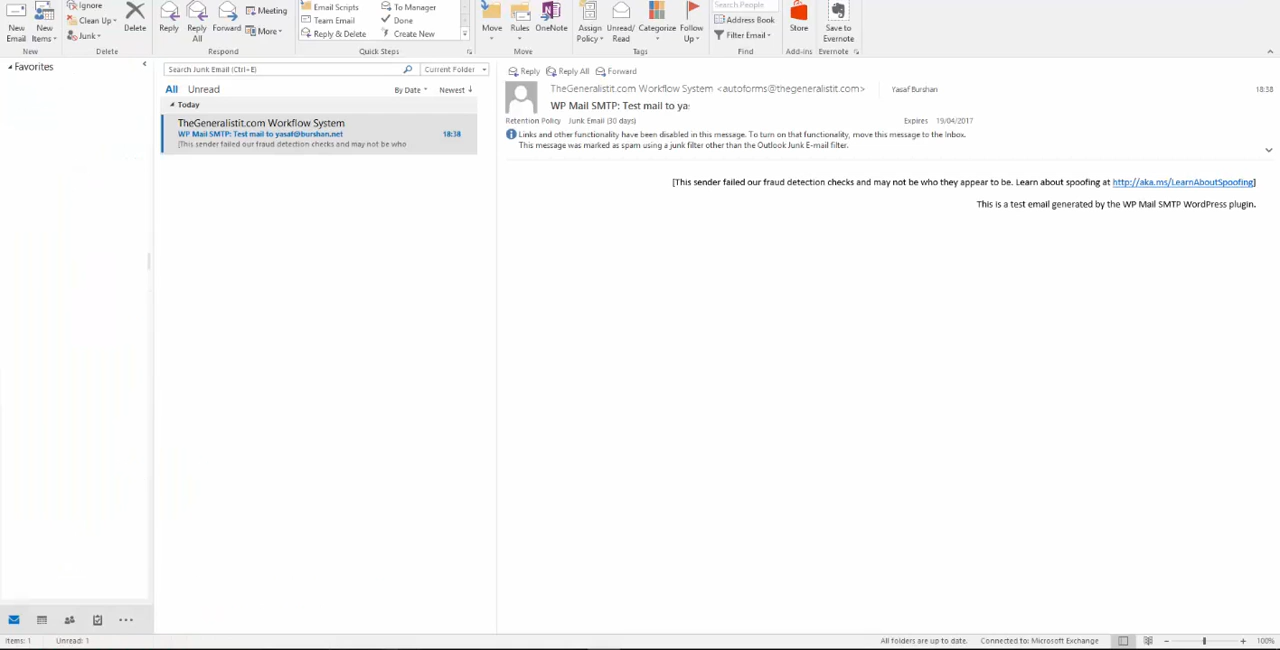 Ignore
Clean Up
Junk
New Email
New Items
Delete
Reply
Reply All
Forward
Meeting
More
Email Scripts
Team Email
Reply & Delete
To Manager
Done
Create New
Move
Rules
OneNote
Assign Policy
Unread/ Read
Categorize
Follow Up
Search People
Address Book
Filter Email
Store
Save to Evernote
New
Delete
Respond
Quick Steps
Move
Tags
Find
Add-ins
Evernote
Favorites
Search Junk Email (Ctrl+E)
Current Folder
All Unread
By Date Newest
Today
TheGeneralistit.com Workflow System
WP Mail SMTP: Test mail to yasaf@burshan.net 18:38
[This sender failed our fraud detection checks and may not be who
Reply Reply All Forward
TheGeneralistit.com Workflow System <autoforms@thegeneralistit.com> Yasaf Burshan 18:38
WP Mail SMTP: Test mail to ya
Retention Policy Junk Email (30 days) Expires 19/04/2017
Links and other functionality have been disabled in this message. To turn on that functionality, move this message to the Inbox.
This message was marked as spam using a junk filter other than the Outlook Junk E-mail filter.
[This sender failed our fraud detection checks and may not be who they appear to be. Learn about spoofing at http://aka.ms/LearnAboutSpoofing]
This is a test email generated by the WP Mail SMTP WordPress plugin.
Items: 1 Unread: 1 All folders are up to date. Connected to: Microsoft Exchange 100%